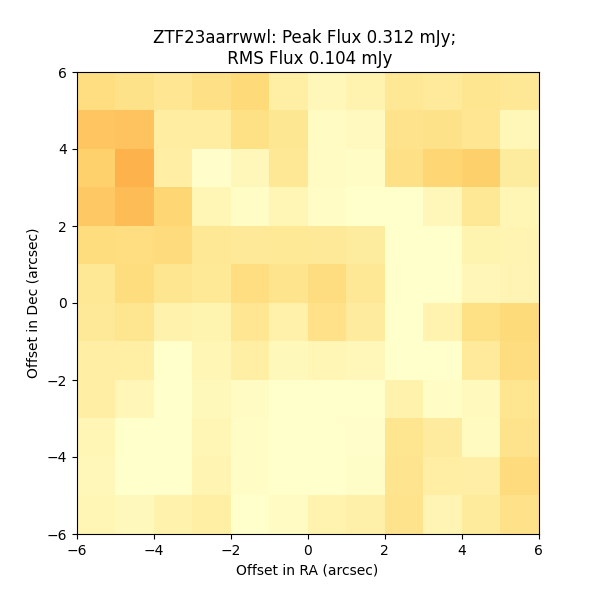 ZTF23aarrwwl: Peak Flux 0.312 mJy;
RMS Flux 0.104 mJy
6
4
2
0
−2
−4
−6
Offset in Dec (arcsec)
−6 −4 −2 0 2 4 6
Offset in RA (arcsec)